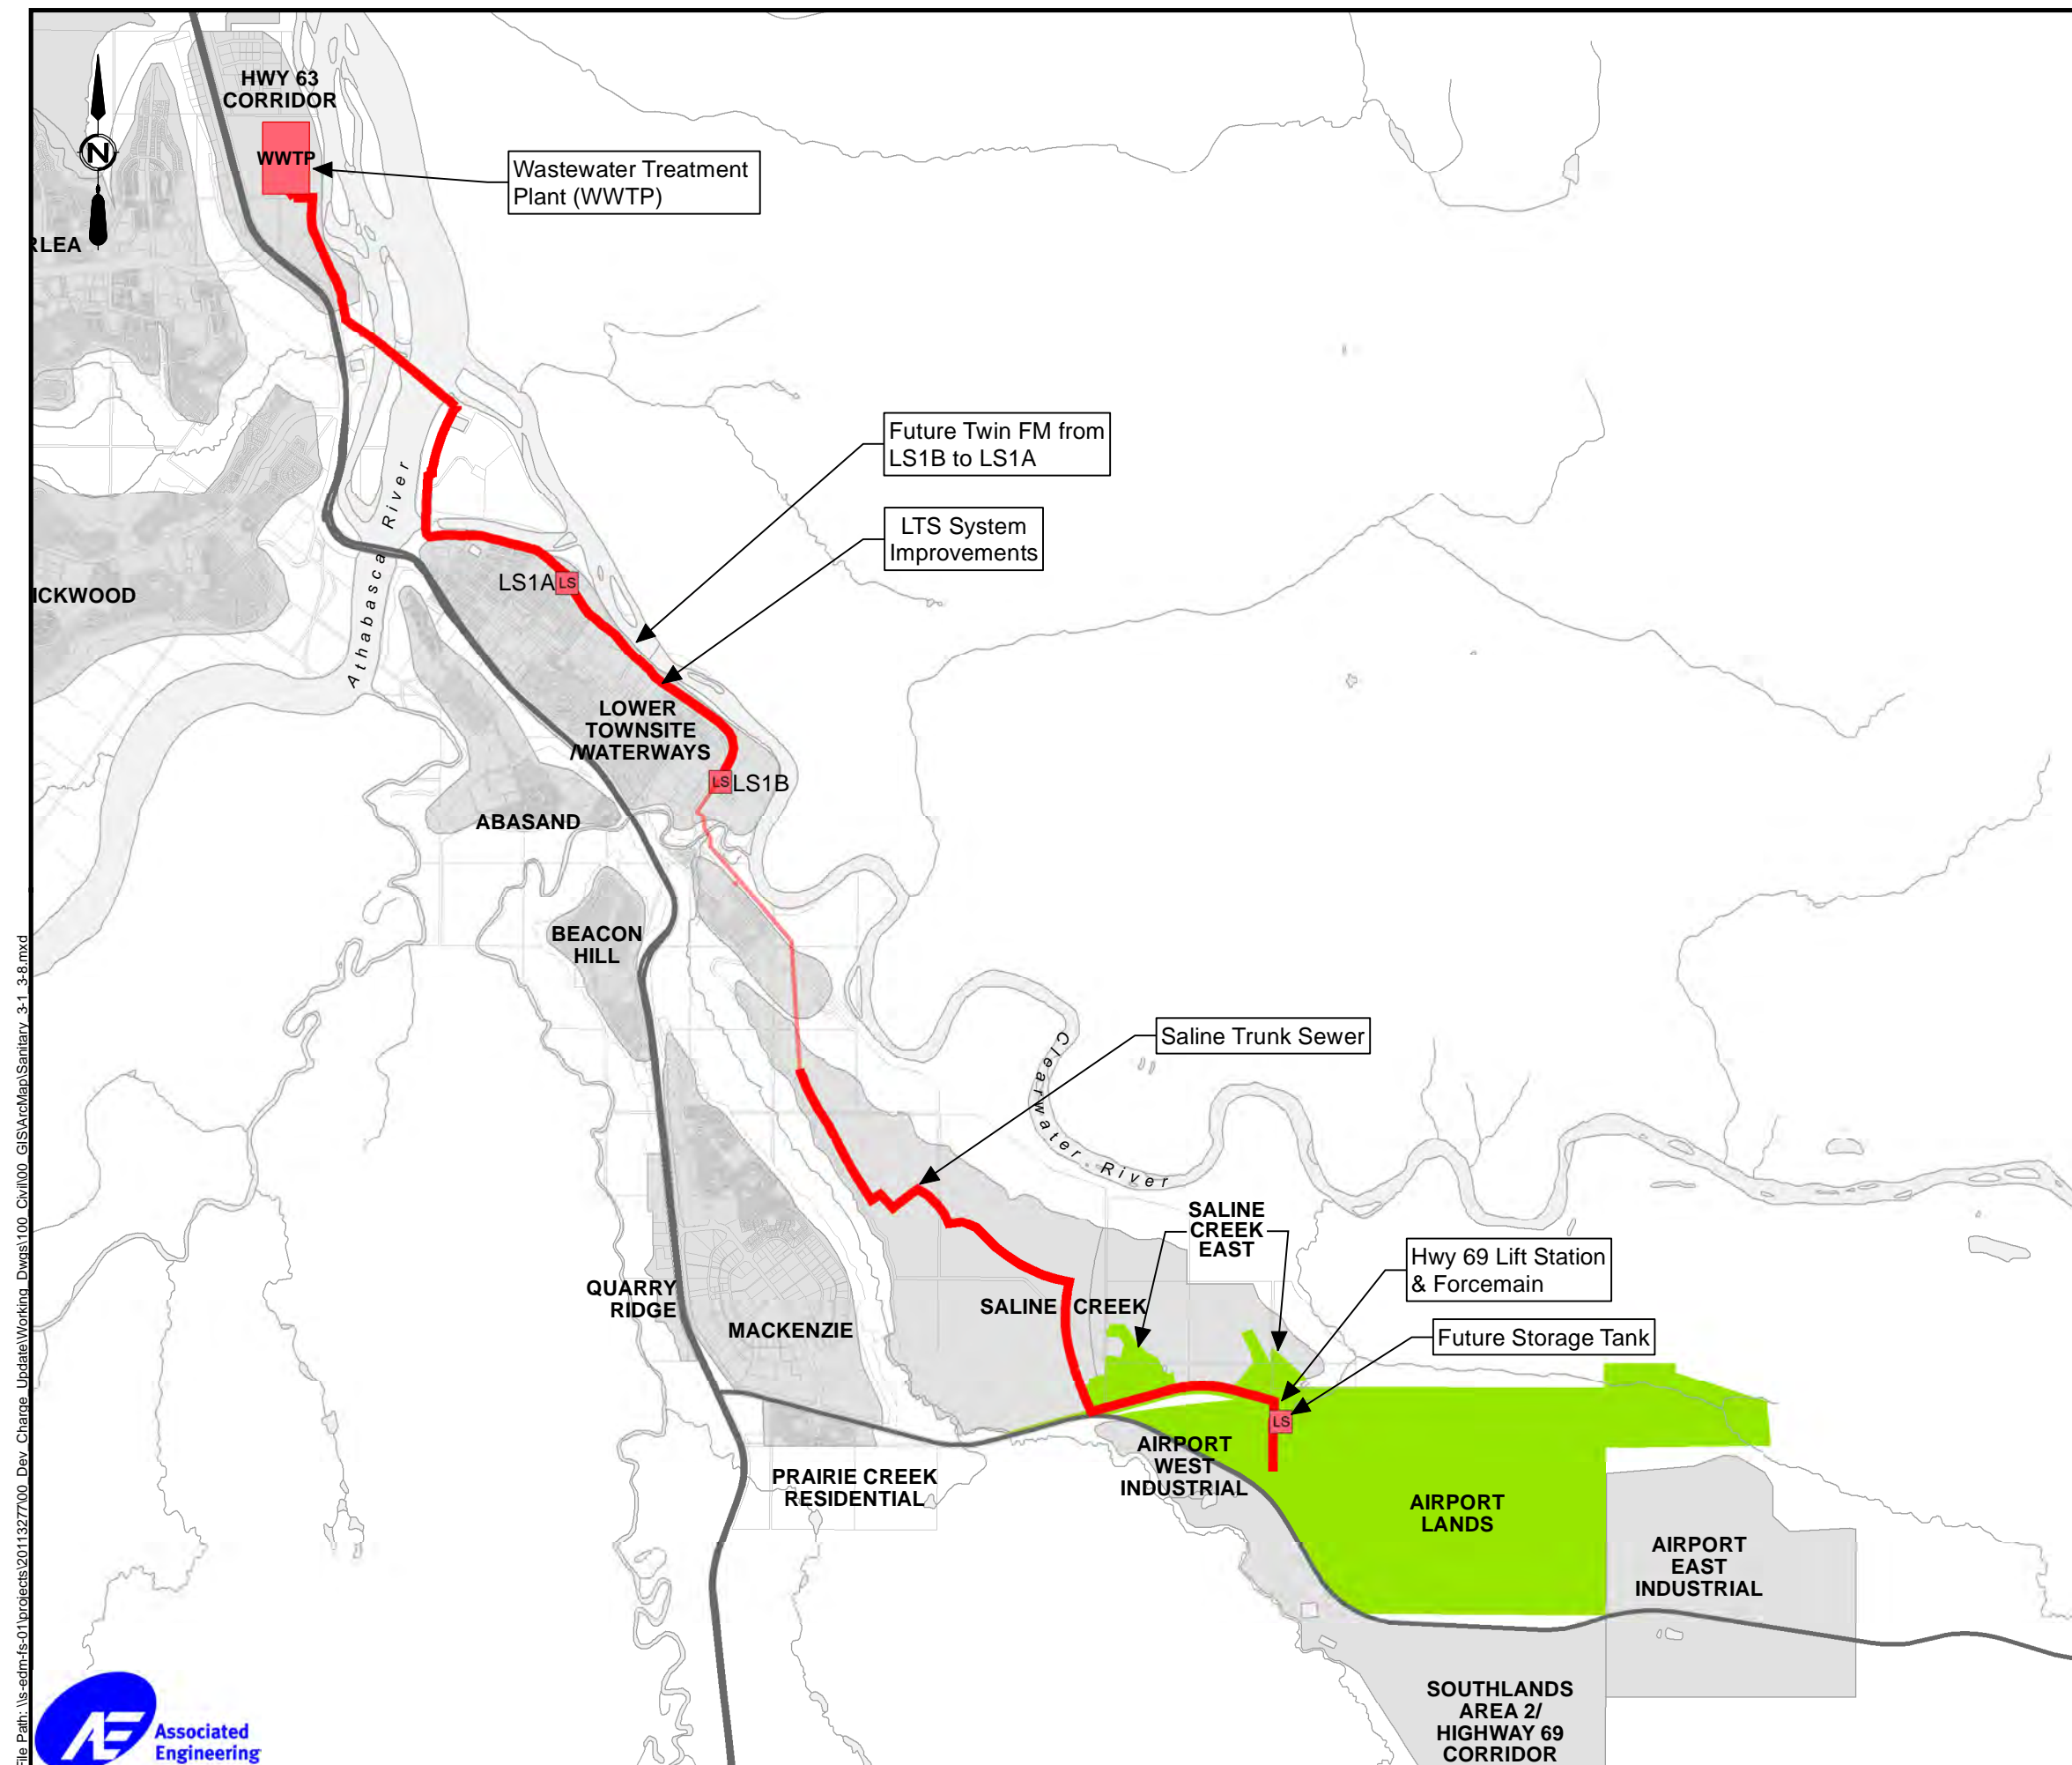 HWY 63
CORRIDOR
WWTP
N
Wastewater Treatment
Plant (WWTP)
RLEA
Future Twin FM from
LS1B to LS1A
LTS System
Improvements
Athabasca River
LS1A
LS
ICKWOOD
LOWER
TOWNSITE
/WATERWAYS
LS
LS1B
ABASAND
BEACON
HILL
Saline Trunk Sewer
Clearwater River
SALINE
CREEK
EAST
Hwy 69 Lift Station
& Forcemain
QUARRY
RIDGE
SALINE CREEK
MACKENZIE
Future Storage Tank
LS
AIRPORT
WEST
INDUSTRIAL
PRAIRIE CREEK
RESIDENTIAL
AIRPORT
LANDS
AIRPORT
EAST
INDUSTRIAL
SOUTHLANDS
AREA 2/
HIGHWAY 69
CORRIDOR
File Path: \\s-edm-fs-01\projects\20113277\00_Dev_Charge_Update\Working_Dwgs\100_Civil\00_GIS\ArcMap\Sanitary_3-1_3-8.mxd
AE
Associated
Engineering